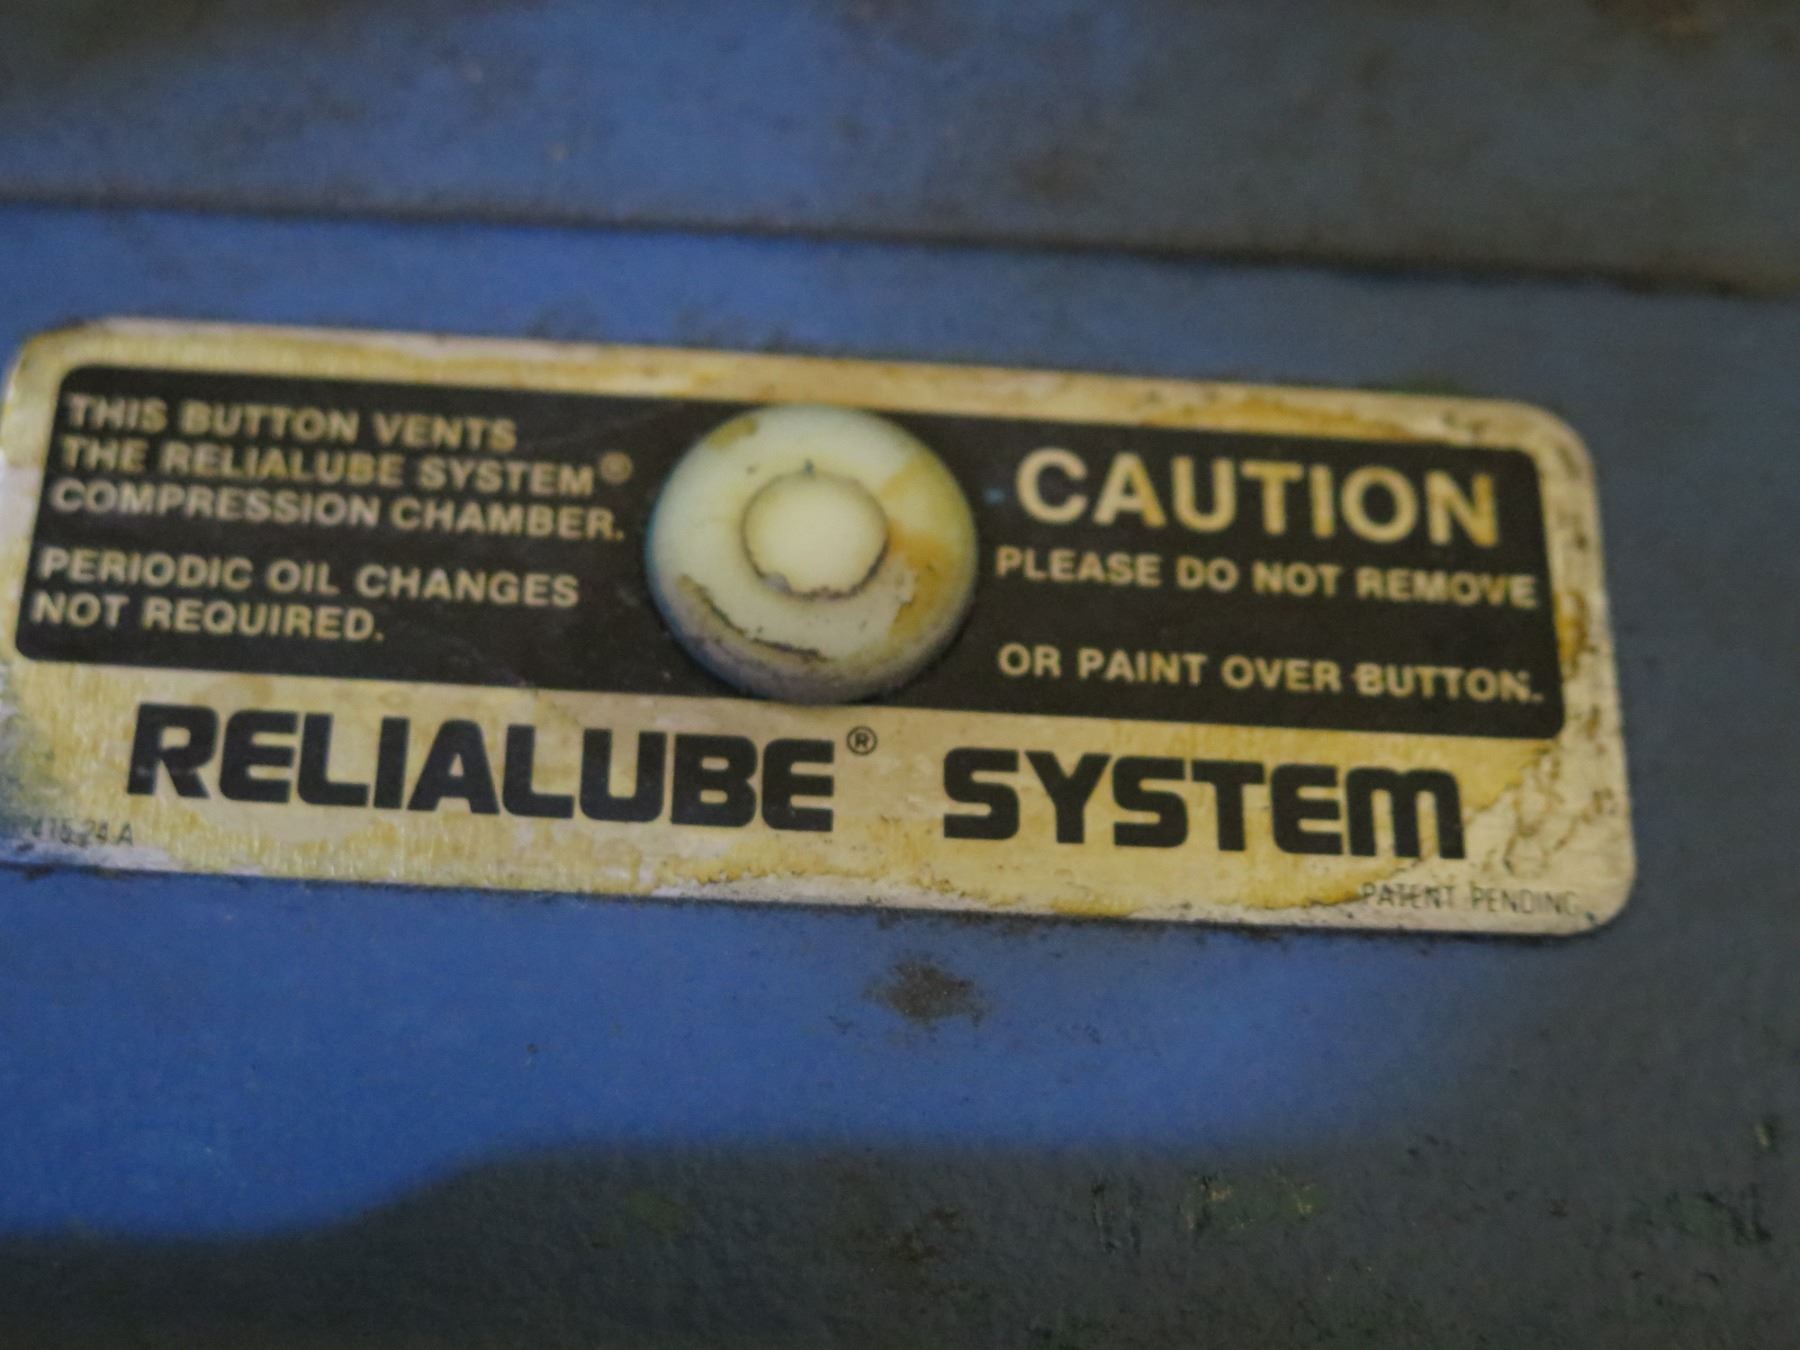 THIS BUTTON VENTS
THE RELIALUBE SYSTEM®
COMPRESSION CHAMBER.
PERIODIC OIL CHANGES
NOT REQUIRED.
CAUTION
PLEASE DO NOT REMOVE
OR PAINT OVER BUTTON.
RELIALUBE® SYSTEM
PATENT PENDING